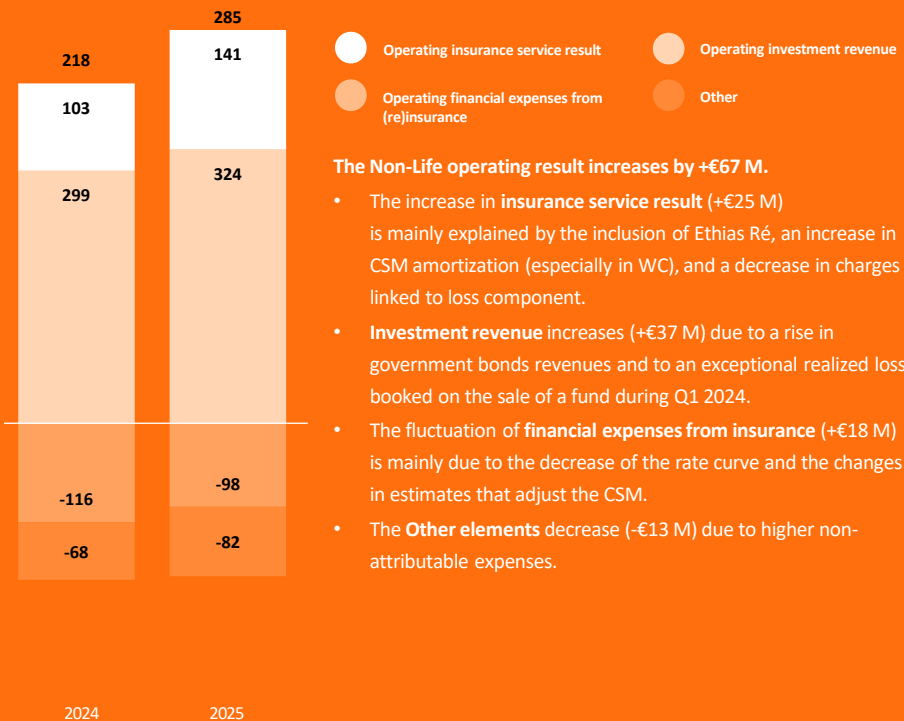 285
218
141
103
324
299
-98
-116
-82
-68
2024
2025
Operating insurance service result
Operating investment revenue
Operating financial expenses from
(re)insurance
Other
The Non-Life operating result increases by +€67 M.
• The increase in insurance service result (+€25 M)
is mainly explained by the inclusion of Ethias Ré, an increase in
CSM amortization (especially in WC), and a decrease in charges
linked to loss component.
• Investment revenue increases (+€37 M) due to a rise in
government bonds revenues and to an exceptional realized loss
booked on the sale of a fund during Q1 2024.
• The fluctuation of financial expenses from insurance (+€18 M)
is mainly due to the decrease of the rate curve and the changes
in estimates that adjust the CSM.
• The Other elements decrease (-€13 M) due to higher non-
attributable expenses.